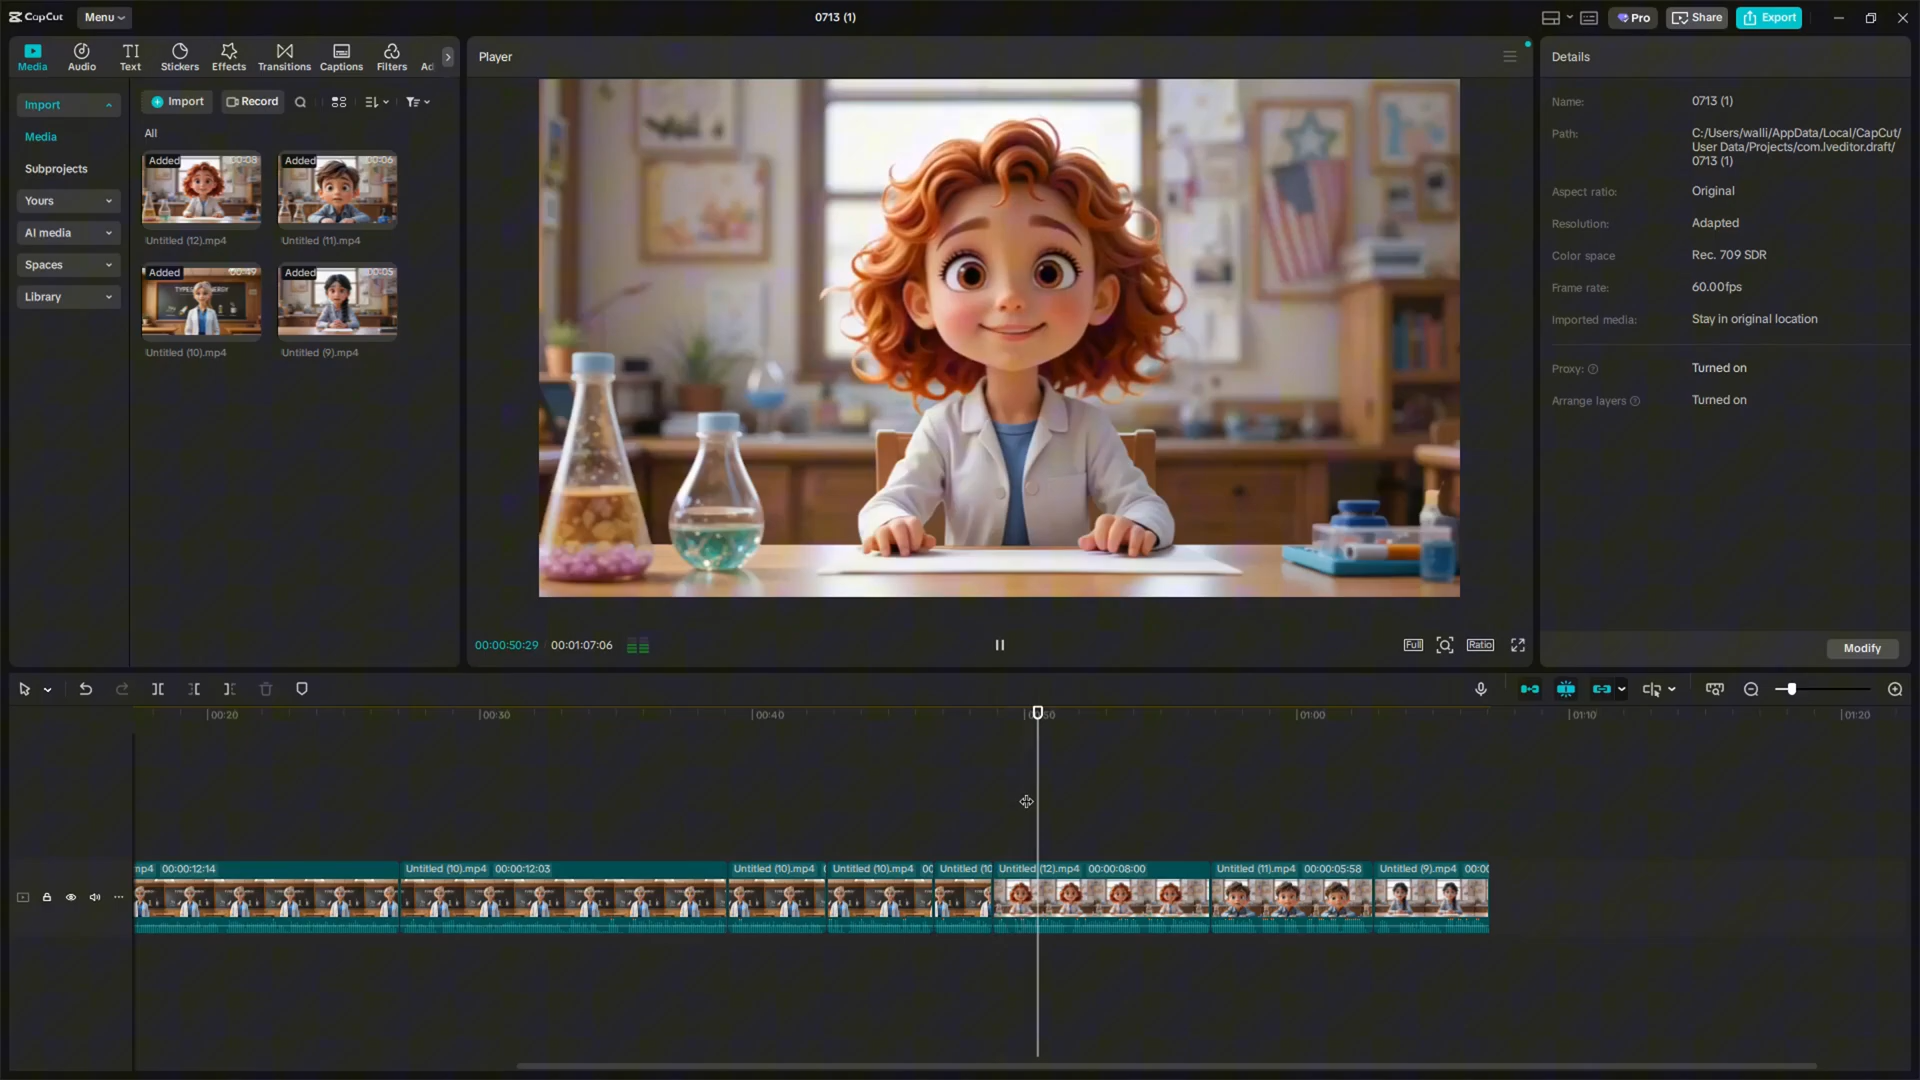 CapCut
Menu
0713 (1)
Pro
Share
Export
Media
Audio
TI
Text
Stickers
Effects
Transitions
Captions
Filters
Ad
Import
Media
Subprojects
Yours
AI media
Spaces
Library
Import
Record
All
Added
00:08
Added
00:06
Untitled (12).mp4
Untitled (11).mp4
Added
00:49
Added
00:05
Untitled (10).mp4
Untitled (9).mp4
Player
00:00:50:29
00:01:07:06
Full
Ratio
Details
Name:
0713 (1)
Path:
C:/Users/walli/AppData/Local/CapCut/
User Data/Projects/com.lveditor.draft/
0713 (1)
Aspect ratio:
Original
Resolution:
Adapted
Color space
Rec. 709 SDR
Frame rate:
60.00fps
Imported media:
Stay in original location
Proxy:
Turned on
Arrange layers
Turned on
Modify
00:20
00:30
00:40
01:00
01:10
01:20
mp4 00:00:12:14
Untitled (10).mp4 00:00:12:03
Untitled (10).mp4
Untitled (10).mp4 00
Untitled (10
Untitled (12).mp4 00:00:08:00
Untitled (11).mp4 00:00:05:58
Untitled (9).mp4 00:00